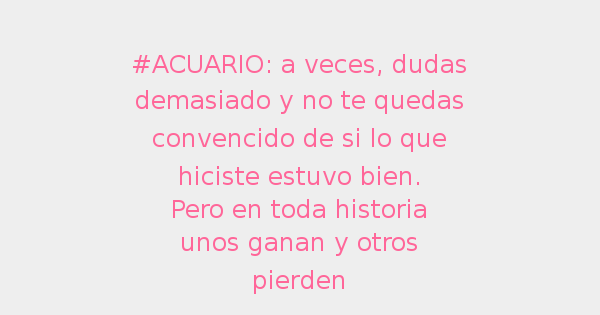 #ACUARIO: a veces, dudas
demasiado y no te quedas
convencido de si lo que
hiciste estuvo bien.
Pero en toda historia
unos ganan y otros
pierden